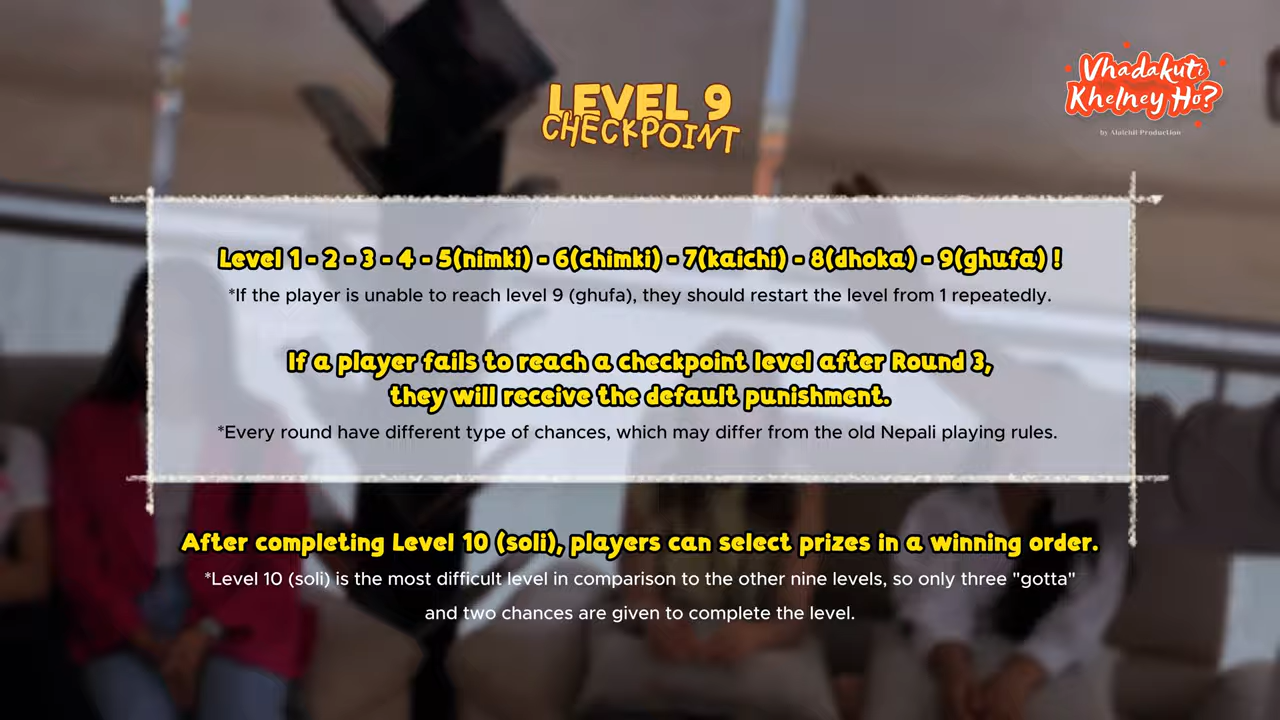 Vhadakuti
Khelney Ho?
by Alaichii Production
LEVEL 9
CHECKPOINT
Level 1 - 2 - 3 - 4 - 5(nimki) - 6(chimki) - 7(kaichi) - 8(dhoka) - 9(ghufa) !
*If the player is unable to reach level 9 (ghufa), they should restart the level from 1 repeatedly.
If a player fails to reach a checkpoint level after Round 3,
they will receive the default punishment.
*Every round have different type of chances, which may differ from the old Nepali playing rules.
After completing Level 10 (soli), players can select prizes in a winning order.
*Level 10 (soli) is the most difficult level in comparison to the other nine levels, so only three "gotta"
and two chances are given to complete the level.